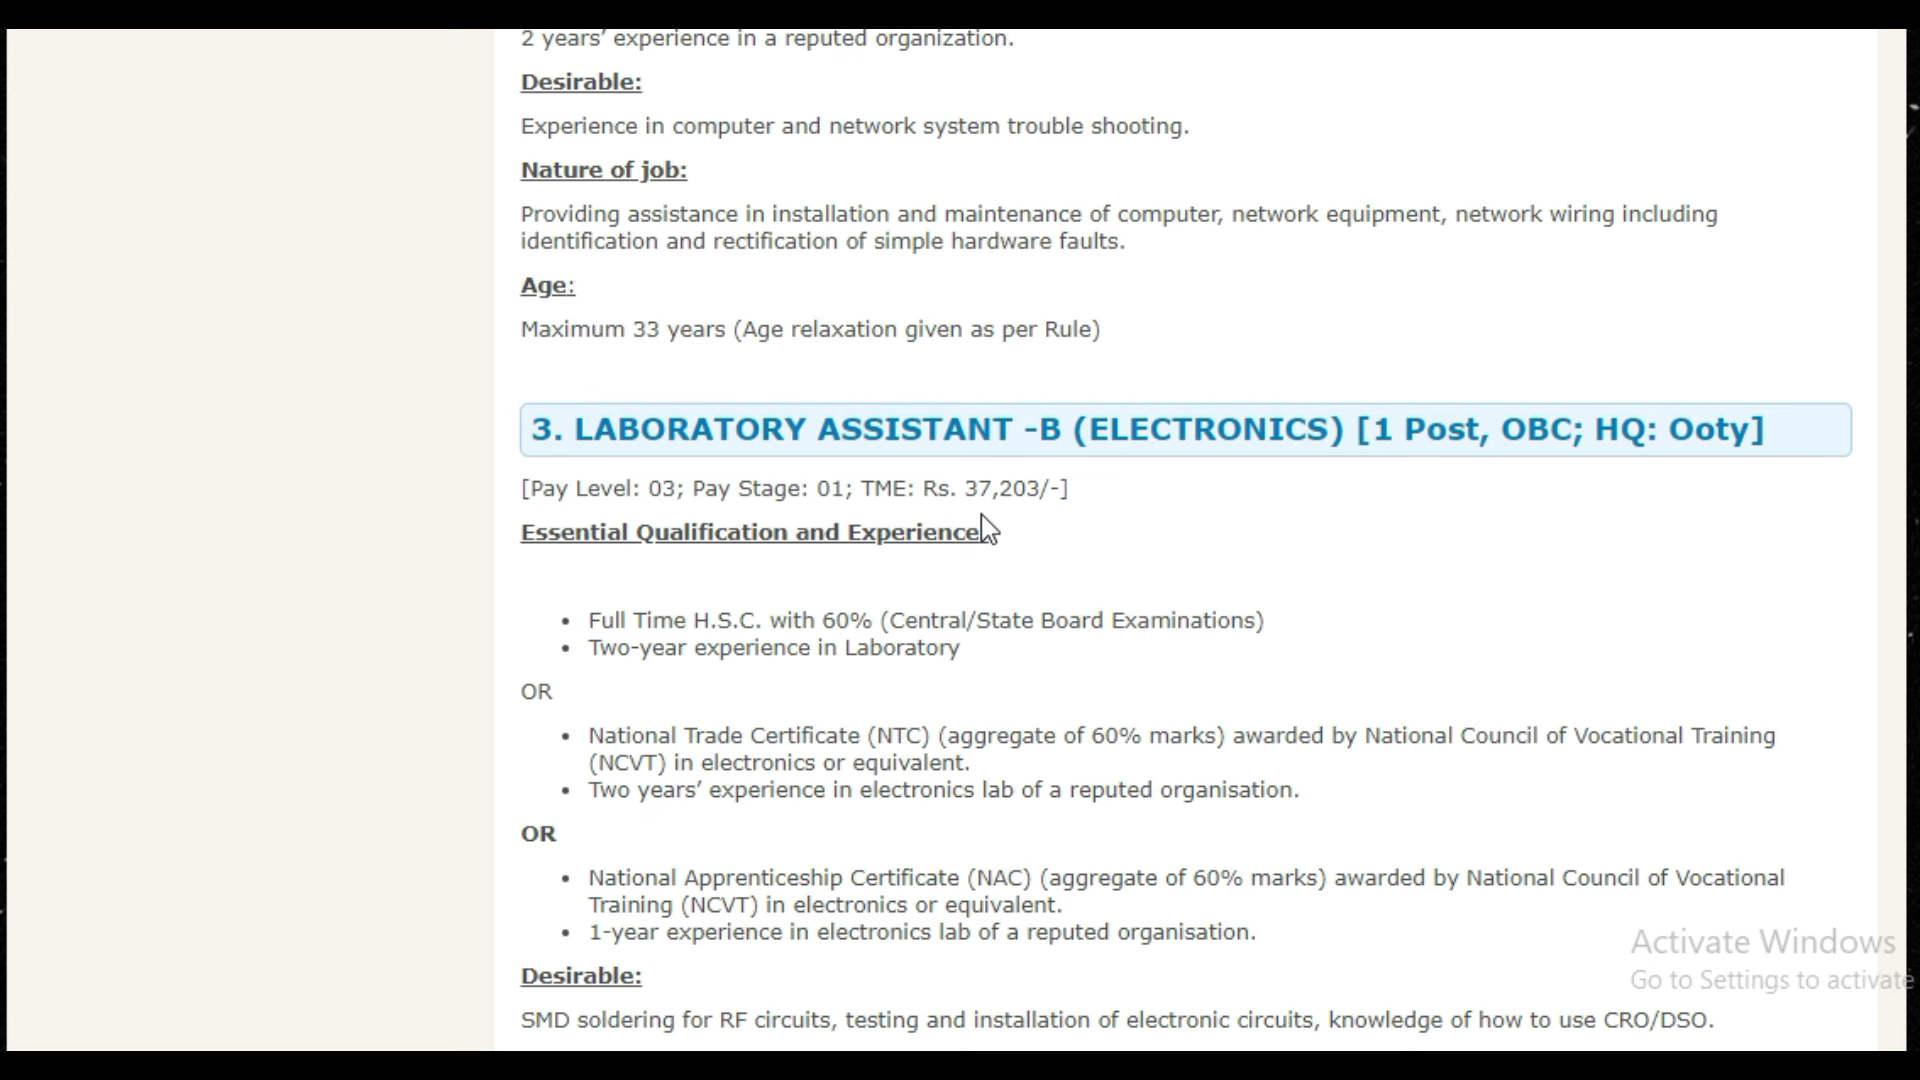 2 years’ experience in a reputed organization.
Desirable:
Experience in computer and network system trouble shooting.
Nature of job:
Providing assistance in installation and maintenance of computer, network equipment, network wiring including
identification and rectification of simple hardware faults.
Age:
Maximum 33 years (Age relaxation given as per Rule)
3. LABORATORY ASSISTANT -B (ELECTRONICS) [1 Post, OBC; HQ: Ooty]
[Pay Level: 03; Pay Stage: 01; TME: Rs. 37,203/-]
Essential Qualification and Experience
• Full Time H.S.C. with 60% (Central/State Board Examinations)
• Two-year experience in Laboratory
OR
• National Trade Certificate (NTC) (aggregate of 60% marks) awarded by National Council of Vocational Training
(NCVT) in electronics or equivalent.
• Two years’ experience in electronics lab of a reputed organisation.
OR
• National Apprenticeship Certificate (NAC) (aggregate of 60% marks) awarded by National Council of Vocational
Training (NCVT) in electronics or equivalent.
• 1-year experience in electronics lab of a reputed organisation.
Desirable:
SMD soldering for RF circuits, testing and installation of electronic circuits, knowledge of how to use CRO/DSO.
Activate Windows
Go to Settings to activate